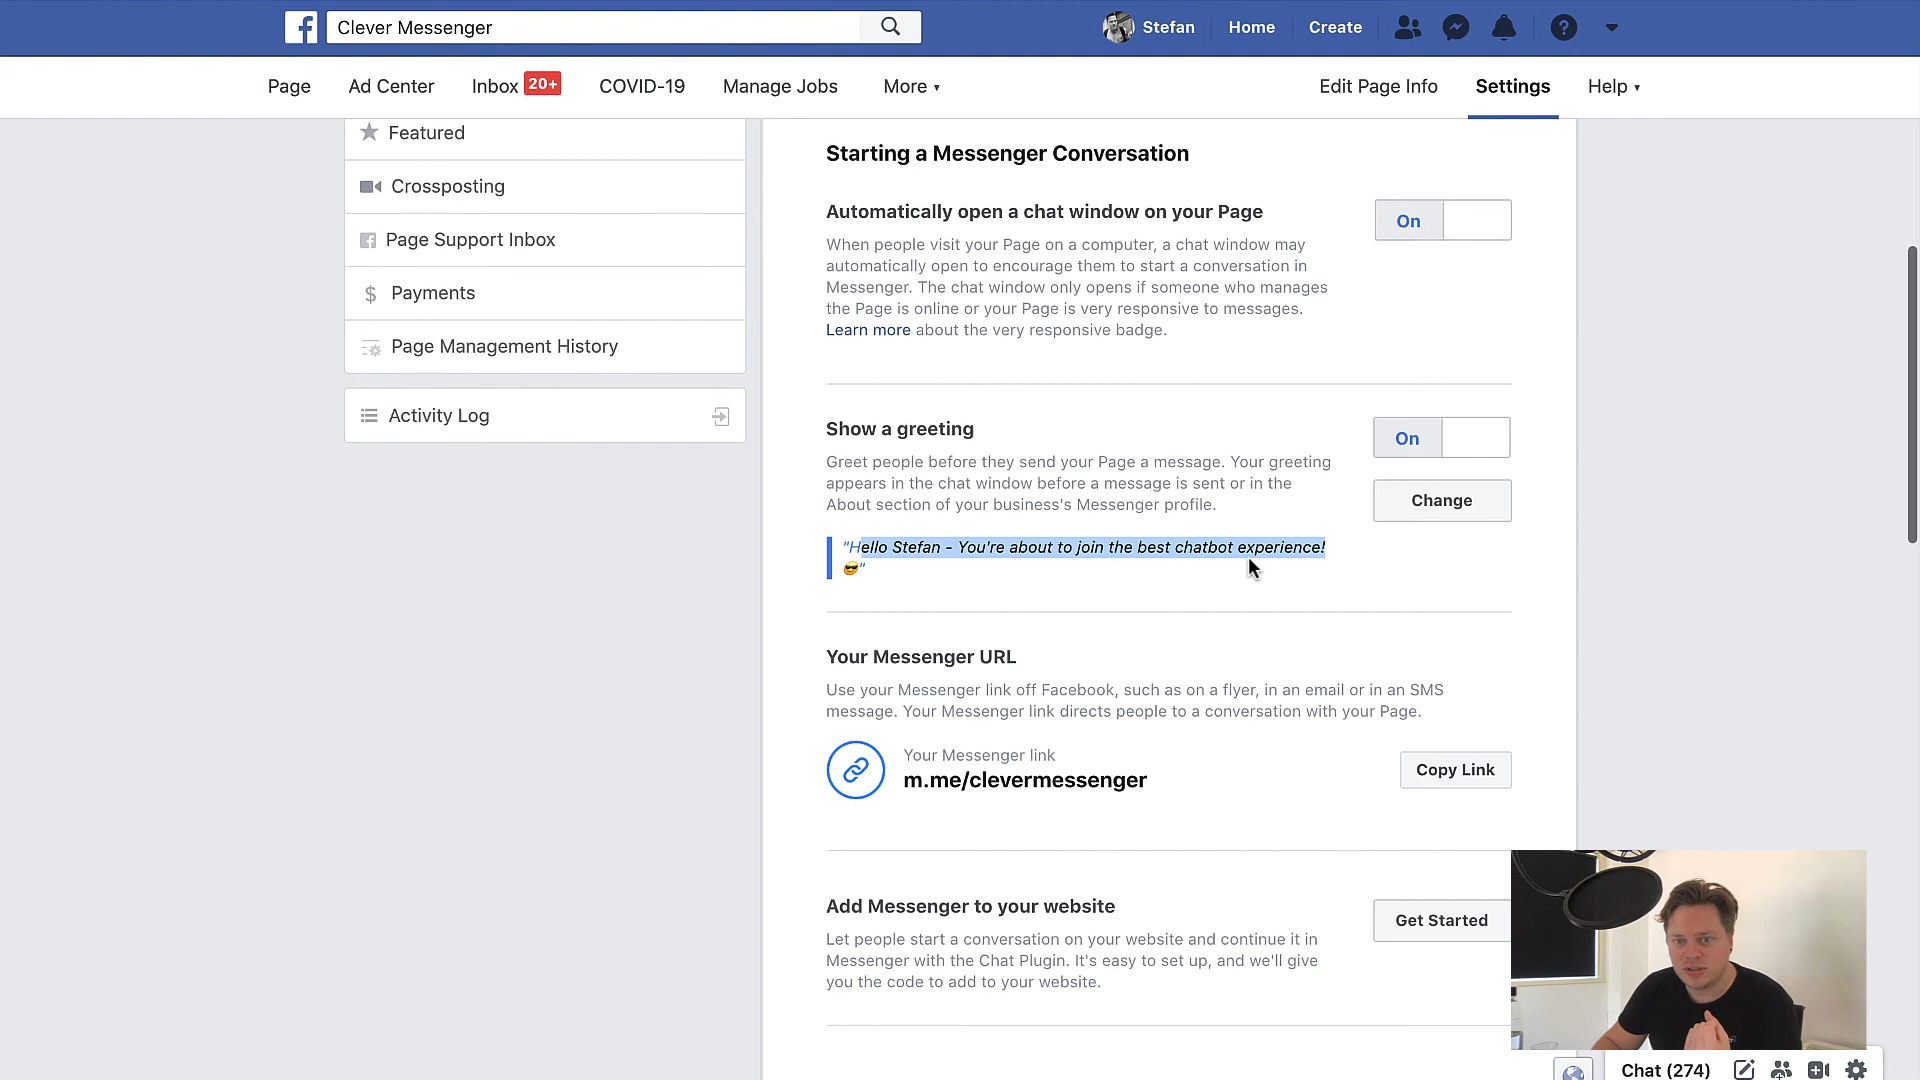 Clever Messenger
Stefan
Home
Create
Page
Ad Center
Inbox 20+
COVID-19
Manage Jobs
More
Edit Page Info
Settings
Help
Featured
Crossposting
Page Support Inbox
Payments
Page Management History
Activity Log
Starting a Messenger Conversation
Automatically open a chat window on your Page
On
When people visit your Page on a computer, a chat window may
automatically open to encourage them to start a conversation in
Messenger. The chat window only opens if someone who manages
the Page is online or your Page is very responsive to messages.
Learn more about the very responsive badge.
Show a greeting
On
Greet people before they send your Page a message. Your greeting
appears in the chat window before a message is sent or in the
About section of your business's Messenger profile.
Change
"Hello Stefan - You're about to join the best chatbot experience!
😎"
Your Messenger URL
Use your Messenger link off Facebook, such as on a flyer, in an email or in an SMS
message. Your Messenger link directs people to a conversation with your Page.
Your Messenger link
m.me/clevermessenger
Copy Link
Add Messenger to your website
Get Started
Let people start a conversation on your website and continue it in
Messenger with the Chat Plugin. It's easy to set up, and we'll give
you the code to add to your website.
Chat (274)